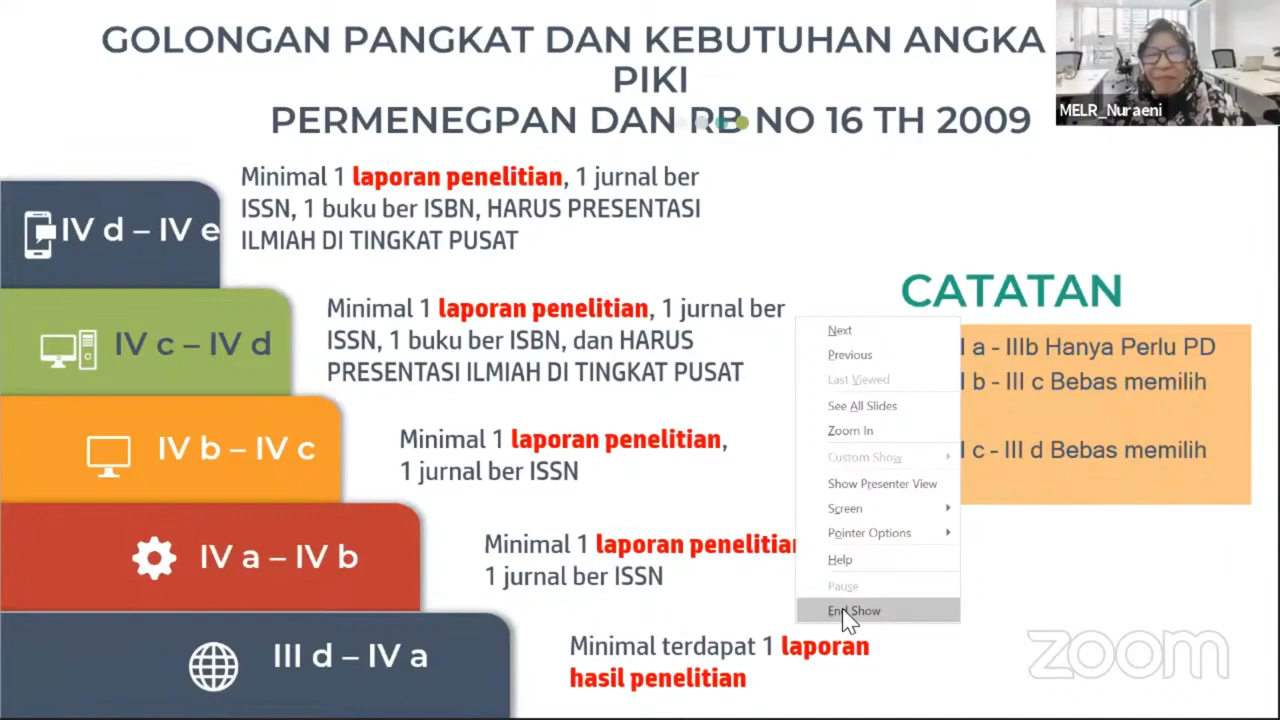 GOLONGAN PANGKAT DAN KEBUTUHAN ANGKA
PIKI
PERMENEGPAN DAN RB NO 16 TH 2009
MELR_Nuraeni
IV d – IV e
Minimal 1 laporan penelitian, 1 jurnal ber
ISSN, 1 buku ber ISBN, HARUS PRESENTASI
ILMIAH DI TINGKAT PUSAT
IV c – IV d
Minimal 1 laporan penelitian, 1 jurnal ber
ISSN, 1 buku ber ISBN, dan HARUS
PRESENTASI ILMIAH DI TINGKAT PUSAT
IV b – IV c
Minimal 1 laporan penelitian,
1 jurnal ber ISSN
IV a – IV b
Minimal 1 laporan penelitian
1 jurnal ber ISSN
III d – IV a
Minimal terdapat 1 laporan
hasil penelitian
CATATAN
I a - IIIb Hanya Perlu PD
I b - III c Bebas memilih
I c - III d Bebas memilih
Next
Previous
Last Viewed
See All Slides
Zoom In
Custom Show
Show Presenter View
Screen
Pointer Options
Help
Pause
End Show
zoom